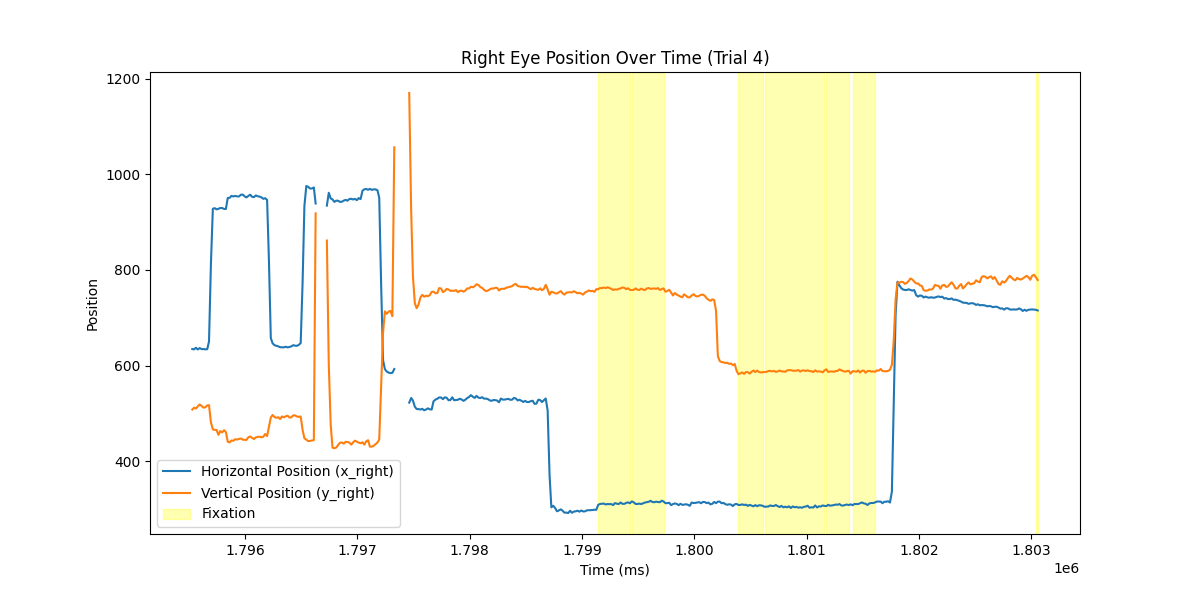 Right Eye Position Over Time (Trial 4)
1200
1000
800
600
400
Position
Horizontal Position (x_right)
Vertical Position (y_right)
Fixation
1.796 1.797 1.798 1.799 1.800 1.801 1.802 1.803
1e6
Time (ms)